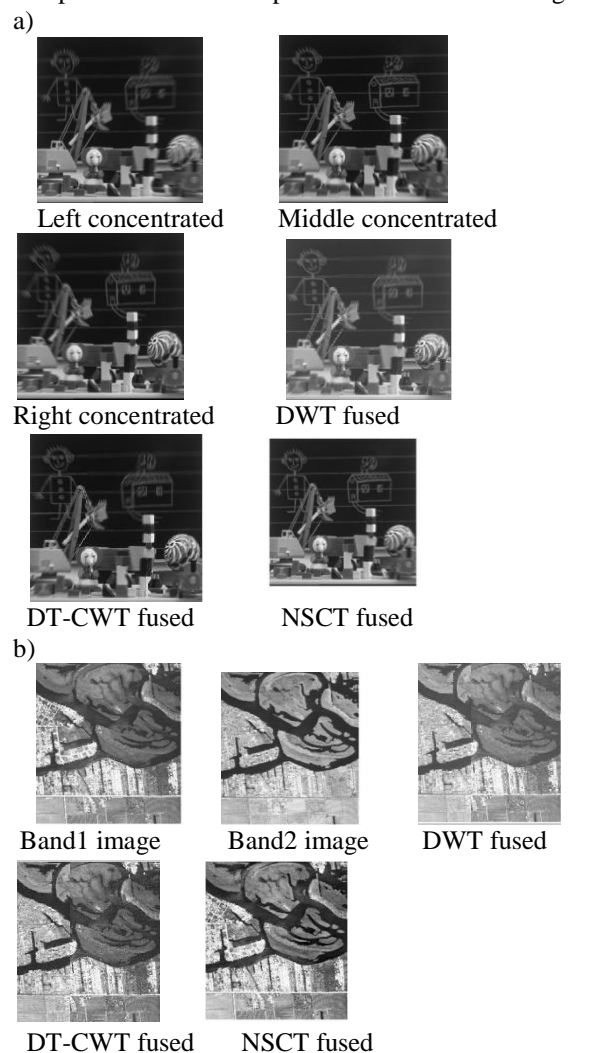 a)
Left concentrated Middle concentrated
Right concentrated DWT fused
DT-CWT fused NSCT fused
b)
Band1 image Band2 image DWT fused
DT-CWT fused NSCT fused